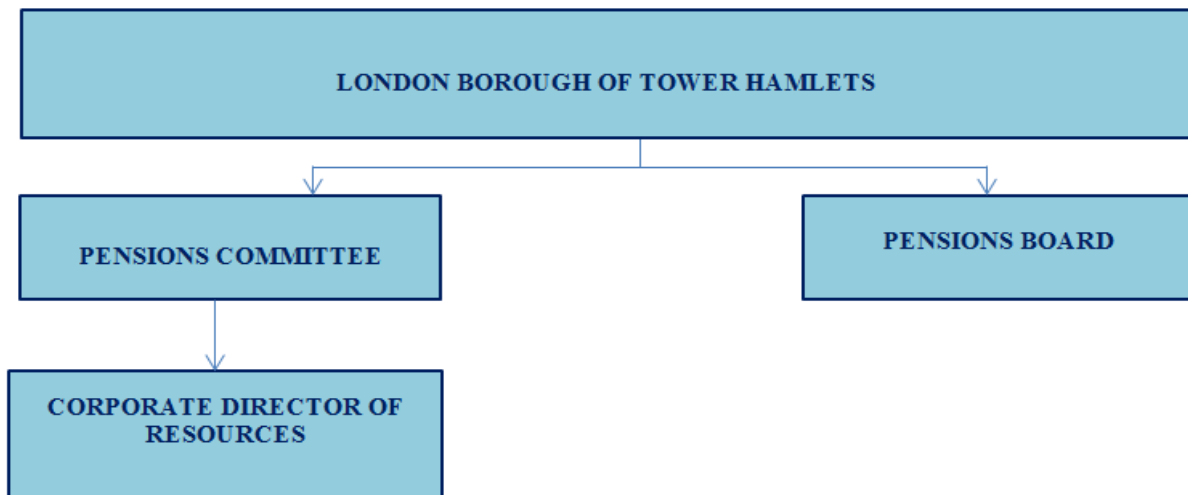 LONDON BOROUGH OF TOWER HAMLETS
PENSIONS COMMITTEE
PENSIONS BOARD
CORPORATE DIRECTOR OF
RESOURCES